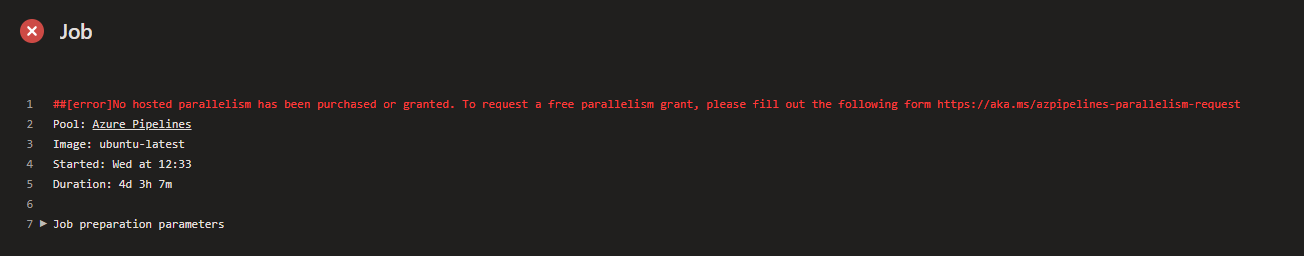 Job
1 ##[error]No hosted parallelism has been purchased or granted. To request a free parallelism grant, please fill out the following form https://aka.ms/azpipelines-parallelism-request
2 Pool: Azure Pipelines
3 Image: ubuntu-latest
4 Started: Wed at 12:33
5 Duration: 4d 3h 7m
6
7 ▶ Job preparation parameters